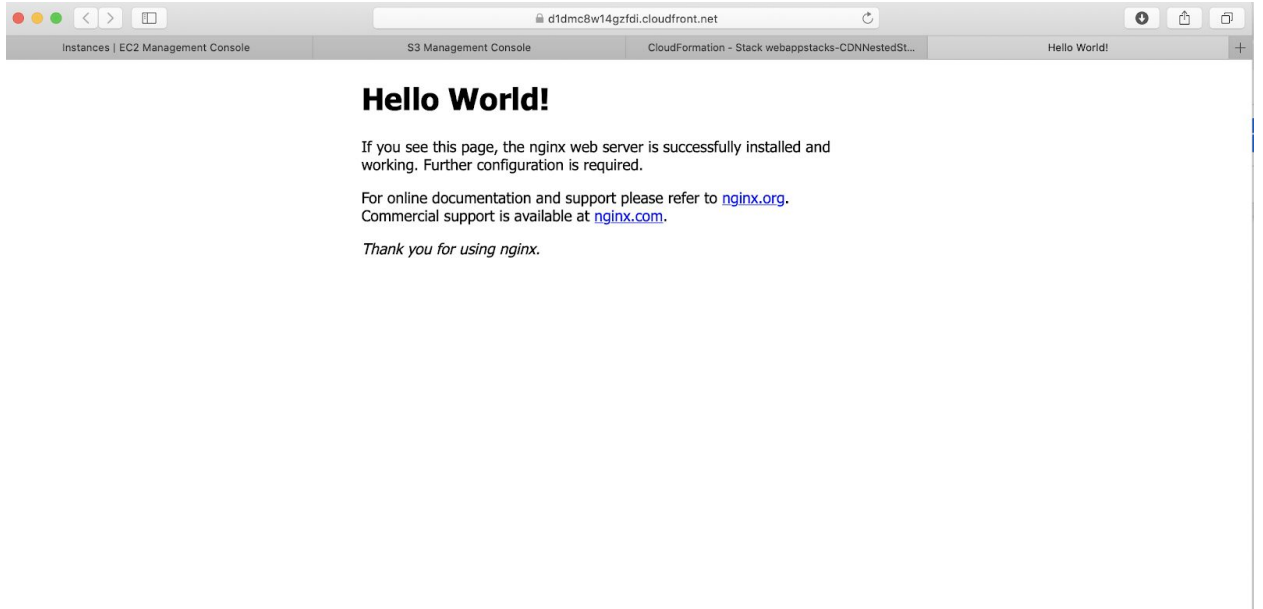 d1dmc8w14gzfdi.cloudfront.net
Instances | EC2 Management Console
S3 Management Console
CloudFormation - Stack webappstacks-CDNNestedSt...
Hello World!
Hello World!
If you see this page, the nginx web server is successfully installed and
working. Further configuration is required.
For online documentation and support please refer to nginx.org.
Commercial support is available at nginx.com.
Thank you for using nginx.